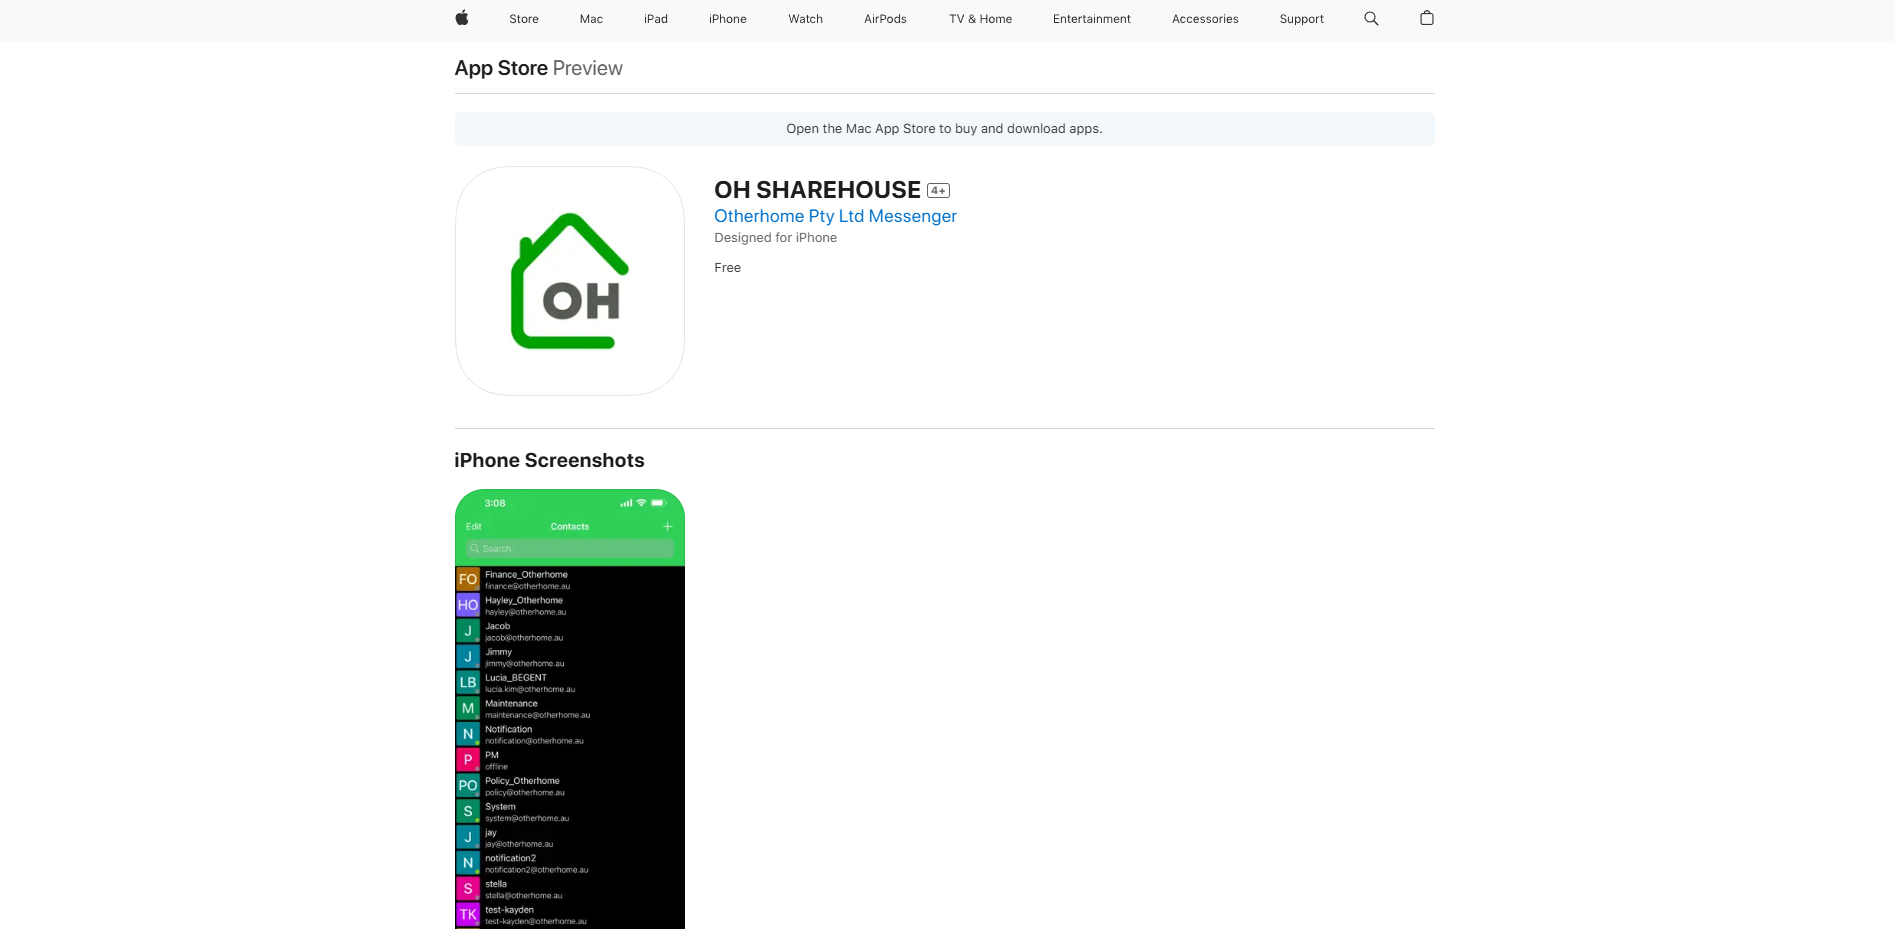 Store Mac iPad iPhone Watch AirPods TV & Home Entertainment Accessories Support
App Store Preview
Open the Mac App Store to buy and download apps.
OH
OH SHAREHOUSE 4+
Otherhome Pty Ltd Messenger
Designed for iPhone
Free
iPhone Screenshots
3:08
Edit Contacts +
Search
FO Finance_Otherhome
finance@otherhome.au
HO Hayley_Otherhome
hayley@otherhome.au
J Jacob
jacob@otherhome.au
J Jimmy
jimmy@otherhome.au
LB Lucia_BEGENT
lucia.kim@otherhome.au
M Maintenance
maintenance@otherhome.au
N Notification
notification@otherhome.au
P PM
offline
PO Policy_Otherhome
policy@otherhome.au
S System
system@otherhome.au
J jay
jay@otherhome.au
N notification2
notification2@otherhome.au
S stella
stella@otherhome.au
TK test-kayden
test-kayden@otherhome.au